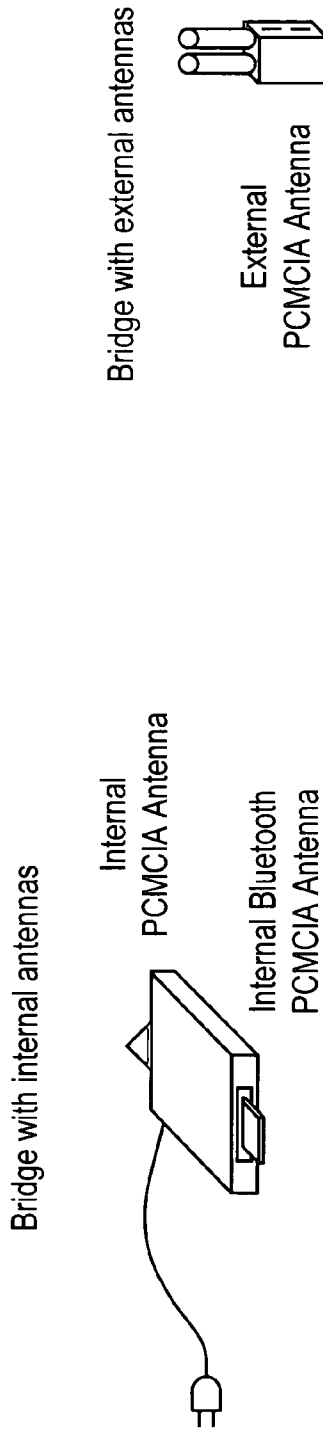 Bridge with internal antennas
Internal
PCMCIA Antenna
Internal Bluetooth
PCMCIA Antenna
Bridge with external antennas
External
PCMCIA Antenna